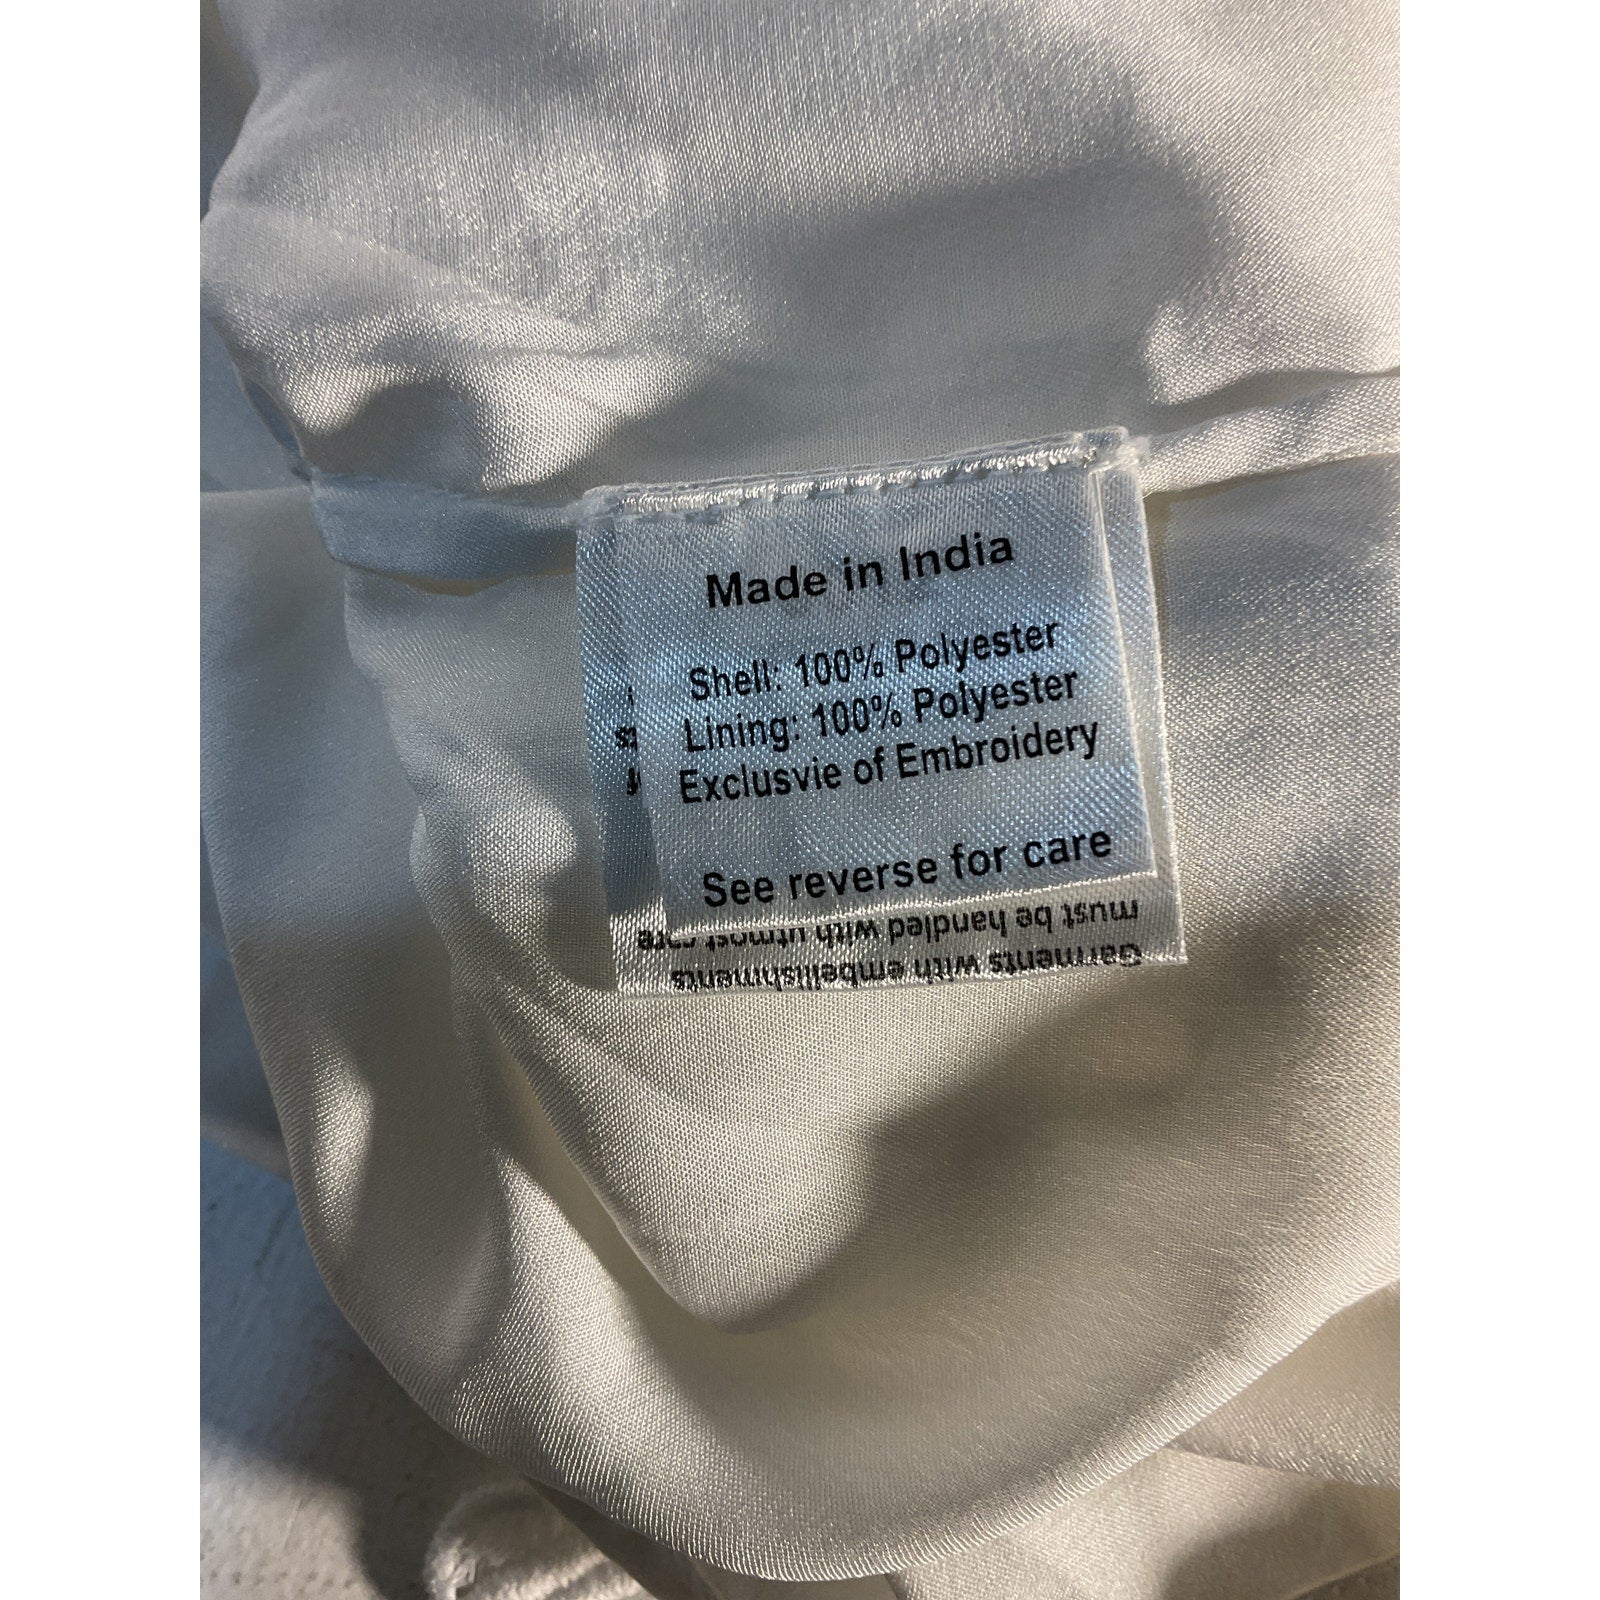 Made in India
Shell: 100% Polyester
Lining: 100% Polyester
Exclusvie of Embroidery
See reverse for care
Garments with embellishments
must be handled with utmost care